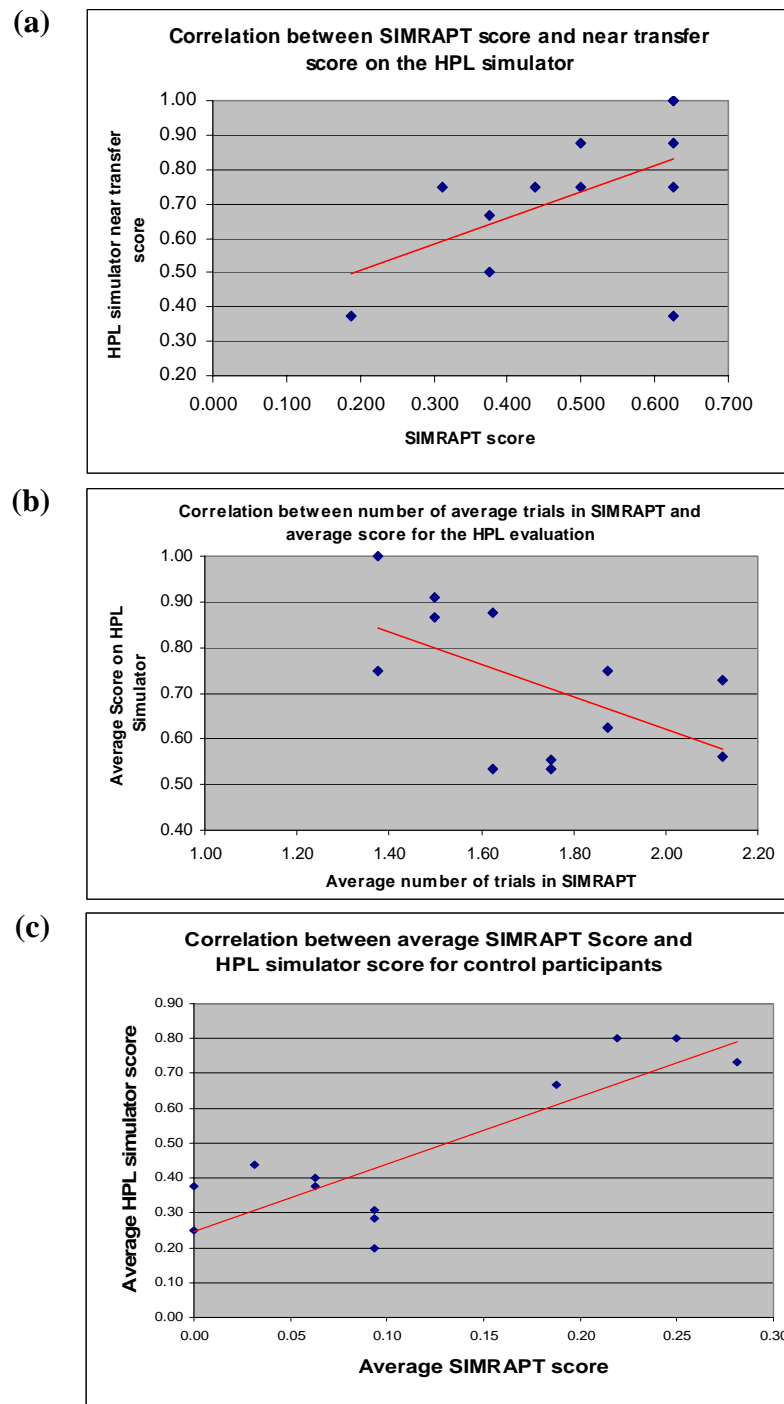 (a)
Correlation between SIMRAPT score and near transfer
score on the HPL simulator
HPL simulator near transfer
score
1.00
0.90
0.80
0.70
0.60
0.50
0.40
0.30
0.20
0.000 0.100 0.200 0.300 0.400 0.500 0.600 0.700
SIMRAPT score
(b)
Correlation between number of average trials in SIMRAPT and
average score for the HPL evaluation
Average Score on HPL
Simulator
1.00
0.90
0.80
0.70
0.60
0.50
0.40
1.00 1.20 1.40 1.60 1.80 2.00 2.20
Average number of trials in SIMRAPT
(c)
Correlation between average SIMRAPT Score and
HPL simulator score for control participants
Average HPL simulator score
0.90
0.80
0.70
0.60
0.50
0.40
0.30
0.20
0.10
0.00
0.00 0.05 0.10 0.15 0.20 0.25 0.30
Average SIMRAPT score